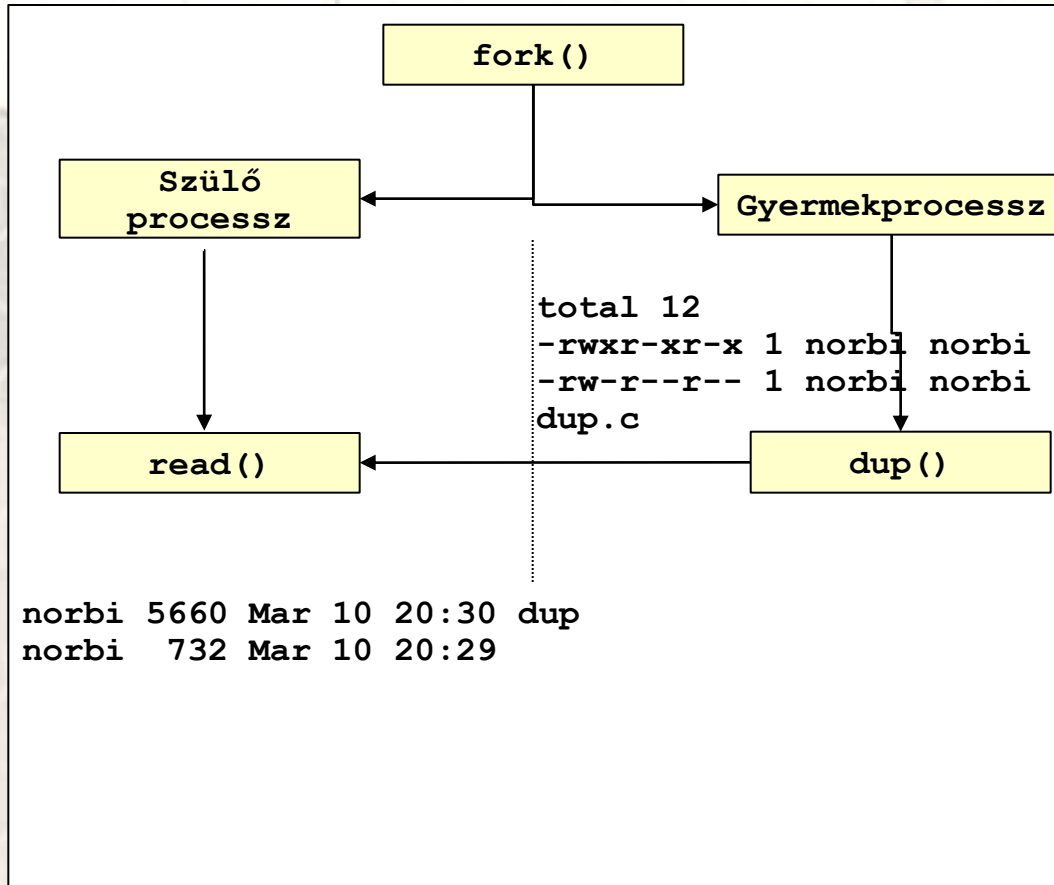 fork()
Szülő
processz
Gyermekprocessz
total 12
-rwxr-xr-x 1 norbi norbi
-rw-r--r-- 1 norbi norbi
dup.c
read()
dup()
norbi 5660 Mar 10 20:30 dup
norbi  732 Mar 10 20:29